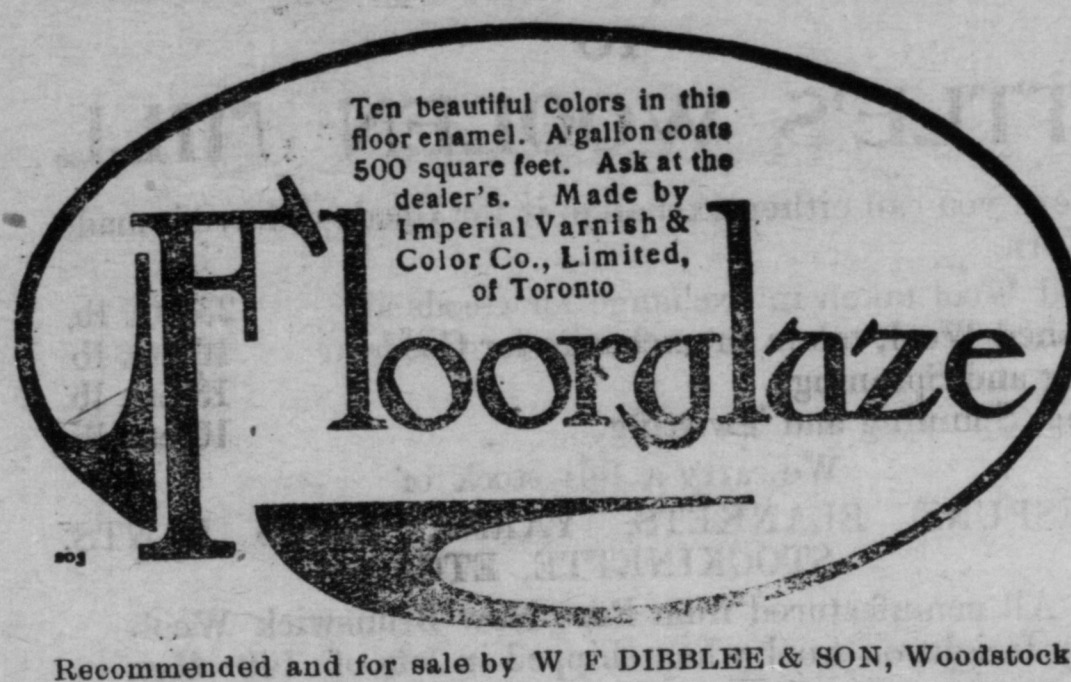 Ten beautiful colors in this
floor enamel. A gallon coats
500 square feet. Ask at the
dealer's. Made by
Imperial Varnish &
Color Co., Limited,
of Toronto
Floorglaze
Recommended and for sale by W F DIBBLEE & SON, Woodstock